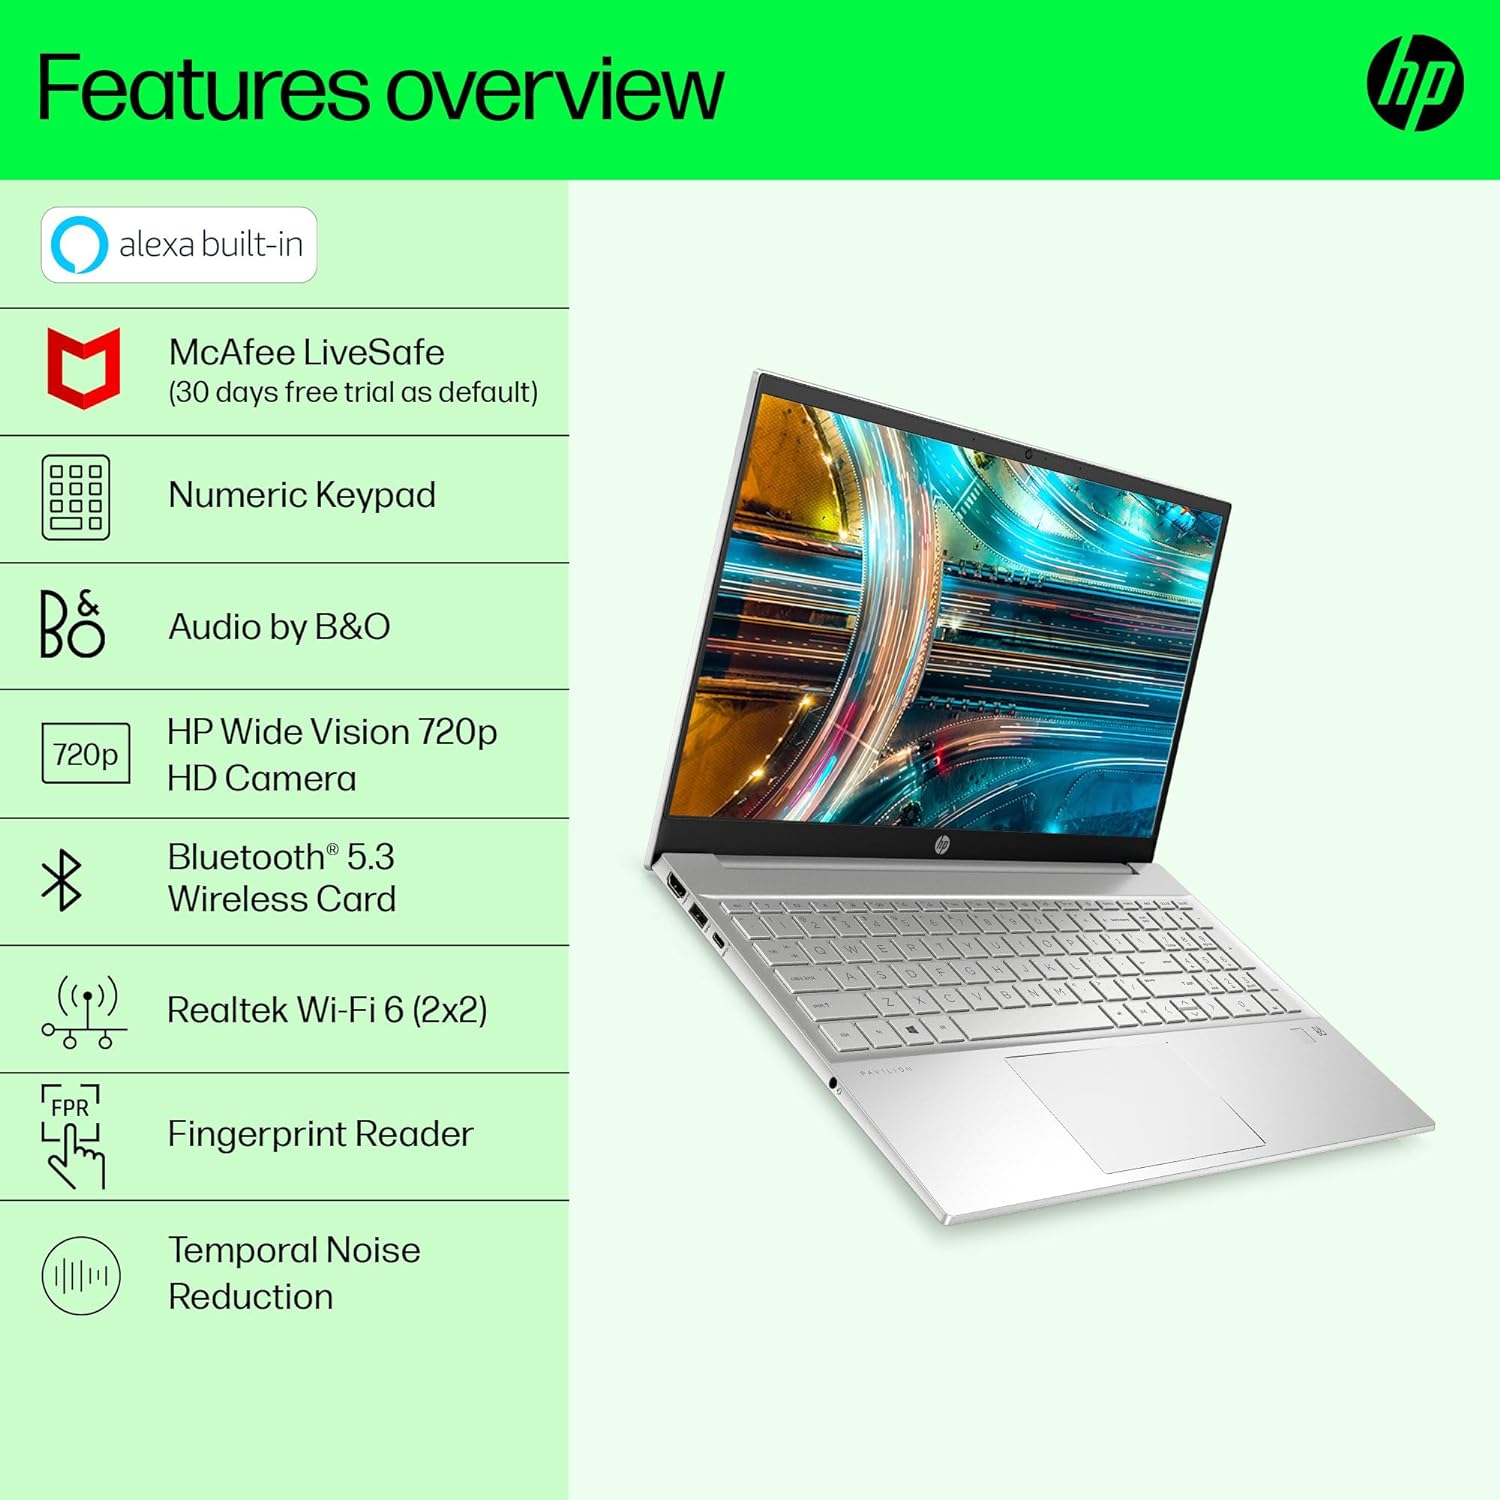 Features overview
hp
alexa built-in
McAfee LiveSafe
(30 days free trial as default)
Numeric Keypad
B&O
Audio by B&O
720p
HP Wide Vision 720p
HD Camera
Bluetooth® 5.3
Wireless Card
Realtek Wi-Fi 6 (2x2)
FPR
Fingerprint Reader
Temporal Noise
Reduction
hp
Q W E R T Y U I O P
A S D F G H J K L
Z X C V B N M
PAVILION